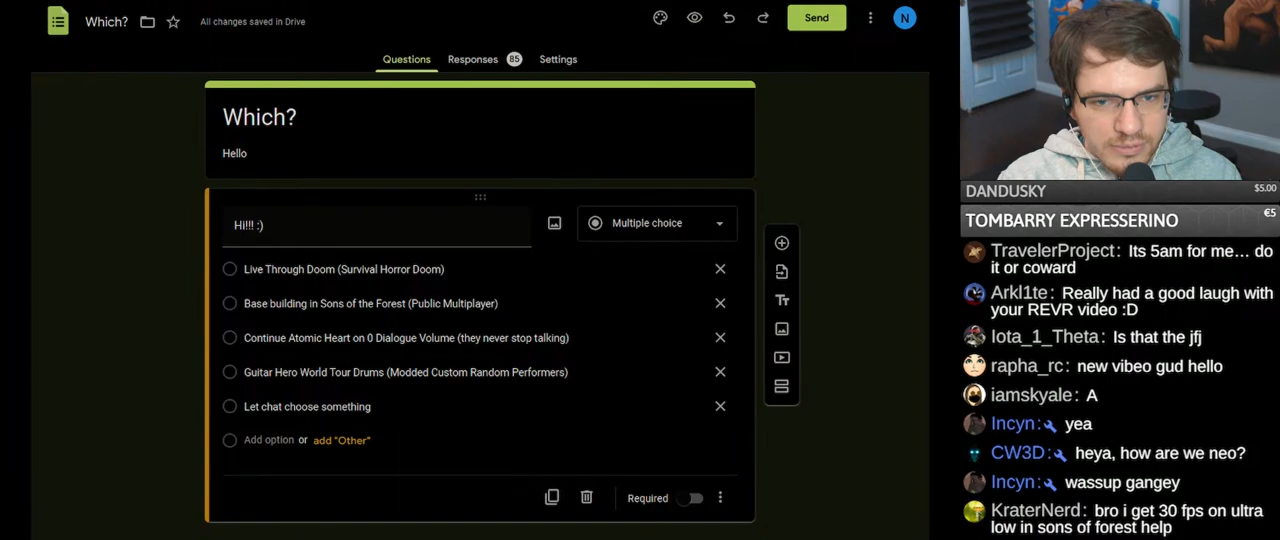 Which?
All changes saved in Drive
Send
N
Questions
Responses 85
Settings
Which?
Hello
Hi!!! :)
Multiple choice
Live Through Doom (Survival Horror Doom)
Base building in Sons of the Forest (Public Multiplayer)
Continue Atomic Heart on 0 Dialogue Volume (they never stop talking)
Guitar Hero World Tour Drums (Modded Custom Random Performers)
Let chat choose something
Add option or add "Other"
Required
Tт
DANDUSKY $5.00
TOMBARRY EXPRESSERINO €5
TravelerProject: Its 5am for me... do
it or coward
Arkl1te: Really had a good laugh with
your REVR video :D
Iota_1_Theta: Is that the jfj
rapha_rc: new vibeo gud hello
iamskyale: A
Incyn: yea
CW3D: heya, how are we neo?
Incyn: wassup gangey
KraterNerd: bro i get 30 fps on ultra
low in sons of forest help